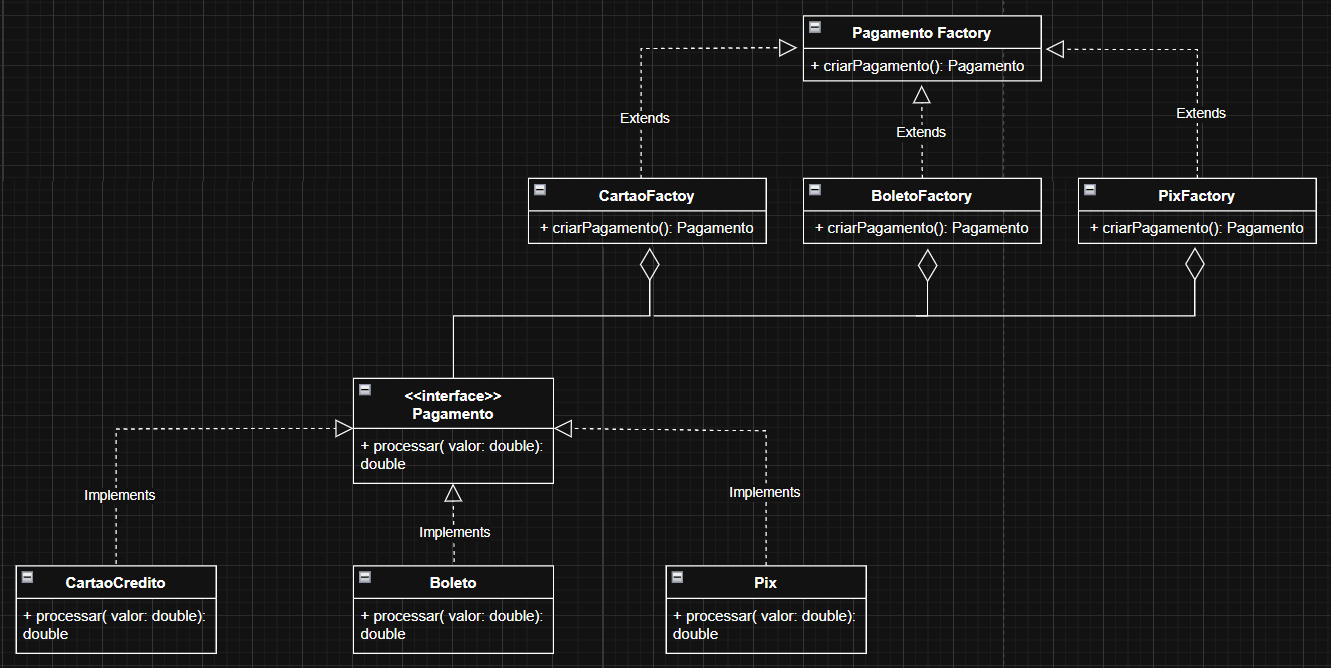 Pagamento Factory
+ criarPagamento(): Pagamento
Extends
Extends
Extends
CartaoFactoy
+ criarPagamento(): Pagamento
BoletoFactory
+ criarPagamento(): Pagamento
PixFactory
+ criarPagamento(): Pagamento
<<interface>>
Pagamento
+ processar( valor: double):
double
Implements
Implements
Implements
CartaoCredito
+ processar( valor: double):
double
Boleto
+ processar( valor: double):
double
Pix
+ processar( valor: double):
double